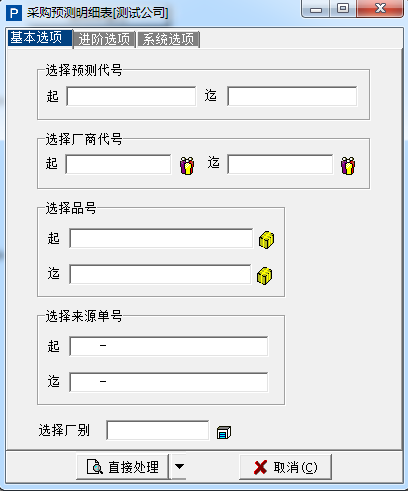 P 采购预测明细表[测试公司]
基本选项 进阶选项 系统选项
选择预测代号
起 迄
选择厂商代号
起 迄
选择品号
起
迄
选择来源单号
起 -
迄 -
选择厂别
直接处理 取消(C)